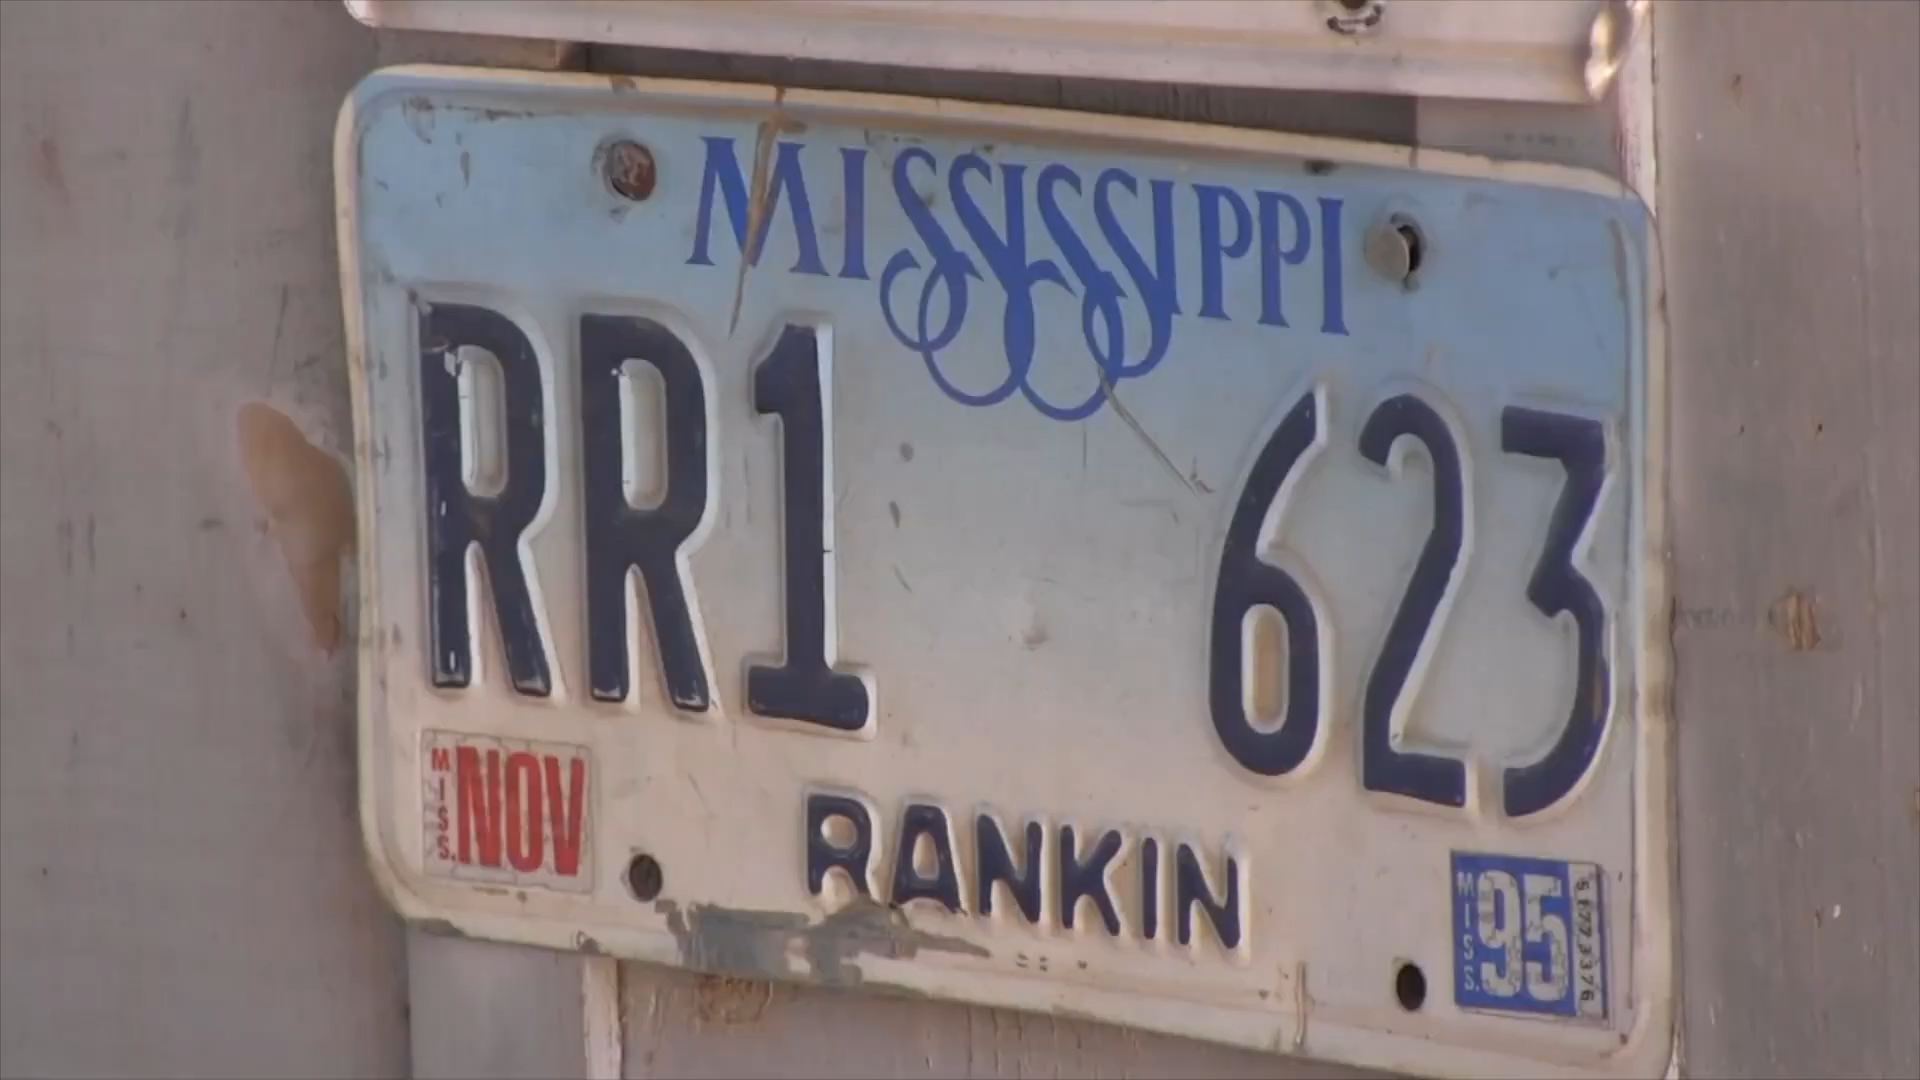 MISSISSIPPI
RR1 623
MISS. NOV
RANKIN
MISS. 95